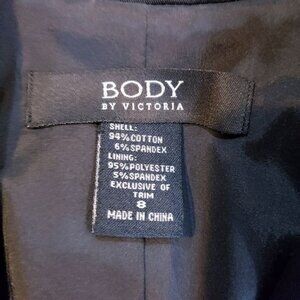 BODY
BY VICTORIA
SHELL:
94% COTTON
6% SPANDEX
LINING:
95% POLYESTER
5% SPANDEX
EXCLUSIVE OF
TRIM
8
MADE IN CHINA